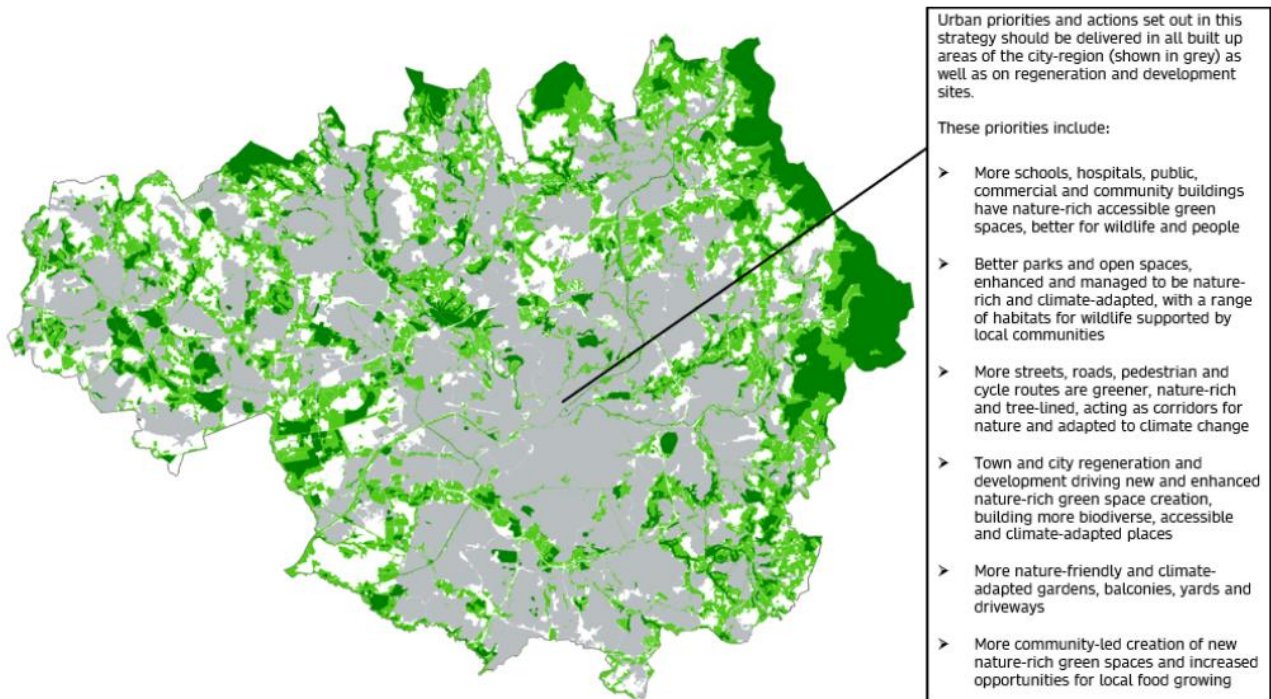 Urban priorities and actions set out in this
strategy should be delivered in all built up
areas of the city-region (shown in grey) as
well as on regeneration and development
sites.
These priorities include:
➤ More schools, hospitals, public,
commercial and community buildings
have nature-rich accessible green
spaces, better for wildlife and people
➤ Better parks and open spaces,
enhanced and managed to be nature-
rich and climate-adapted, with a range
of habitats for wildlife supported by
local communities
➤ More streets, roads, pedestrian and
cycle routes are greener, nature-rich
and tree-lined, acting as corridors for
nature and adapted to climate change
➤ Town and city regeneration and
development driving new and enhanced
nature-rich green space creation,
building more biodiverse, accessible
and climate-adapted places
➤ More nature-friendly and climate-
adapted gardens, balconies, yards and
driveways
➤ More community-led creation of new
nature-rich green spaces and increased
opportunities for local food growing